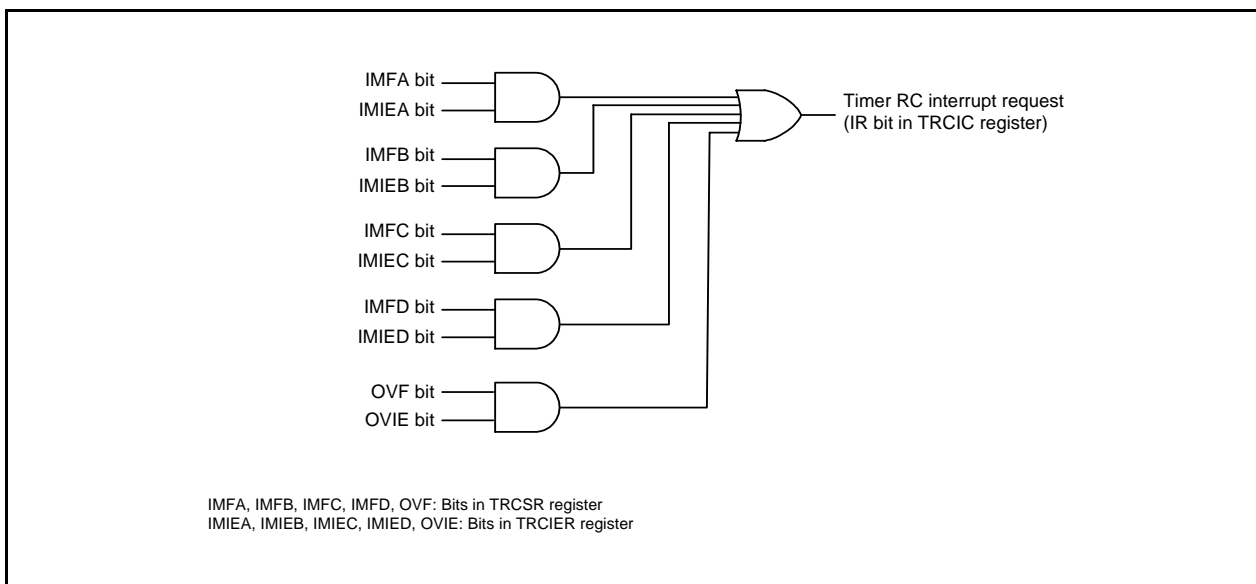 IMFA bit
IMIEA bit
IMFB bit
IMIEB bit
IMFC bit
IMIEC bit
IMFD bit
IMIED bit
OVF bit
OVIE bit
Timer RC interrupt request
(IR bit in TRCIC register)
IMFA, IMFB, IMFC, IMFD, OVF: Bits in TRCSR register
IMIEA, IMIEB, IMIEC, IMIED, OVIE: Bits in TRCIER register